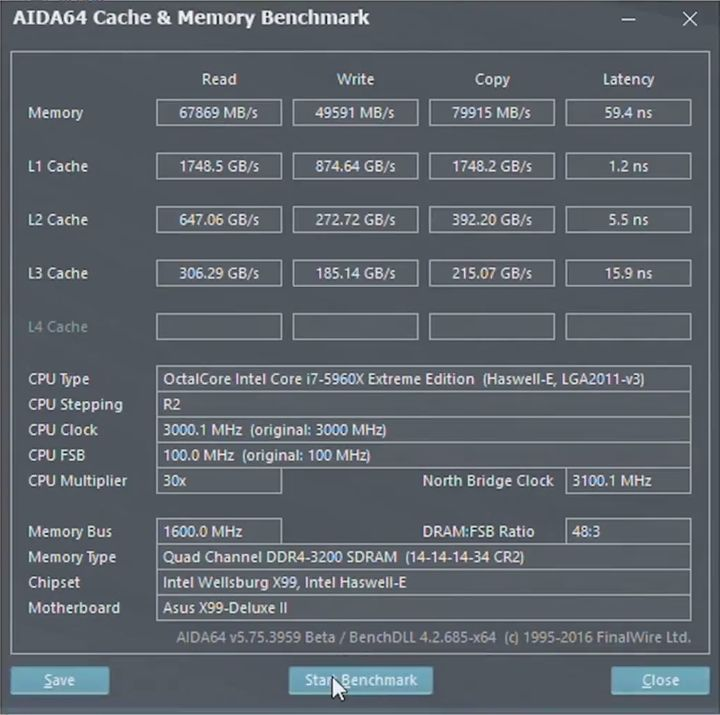 AIDA64 Cache & Memory Benchmark
Read Write Copy Latency
Memory 67869 MB/s 49591 MB/s 79915 MB/s 59.4 ns
L1 Cache 1748.5 GB/s 874.64 GB/s 1748.2 GB/s 1.2 ns
L2 Cache 647.06 GB/s 272.72 GB/s 392.20 GB/s 5.5 ns
L3 Cache 306.29 GB/s 185.14 GB/s 215.07 GB/s 15.9 ns
L4 Cache
CPU Type OctalCore Intel Core i7-5960X Extreme Edition (Haswell-E, LGA2011-v3)
CPU Stepping R2
CPU Clock 3000.1 MHz (original: 3000 MHz)
CPU FSB 100.0 MHz (original: 100 MHz)
CPU Multiplier 30x North Bridge Clock 3100.1 MHz
Memory Bus 1600.0 MHz DRAM:FSB Ratio 48:3
Memory Type Quad Channel DDR4-3200 SDRAM (14-14-14-34 CR2)
Chipset Intel Wellsburg X99, Intel Haswell-E
Motherboard Asus X99-Deluxe II
AIDA64 v5.75.3959 Beta / BenchDLL 4.2.685-x64 (c) 1995-2016 FinalWire Ltd.
Save Start Benchmark Close